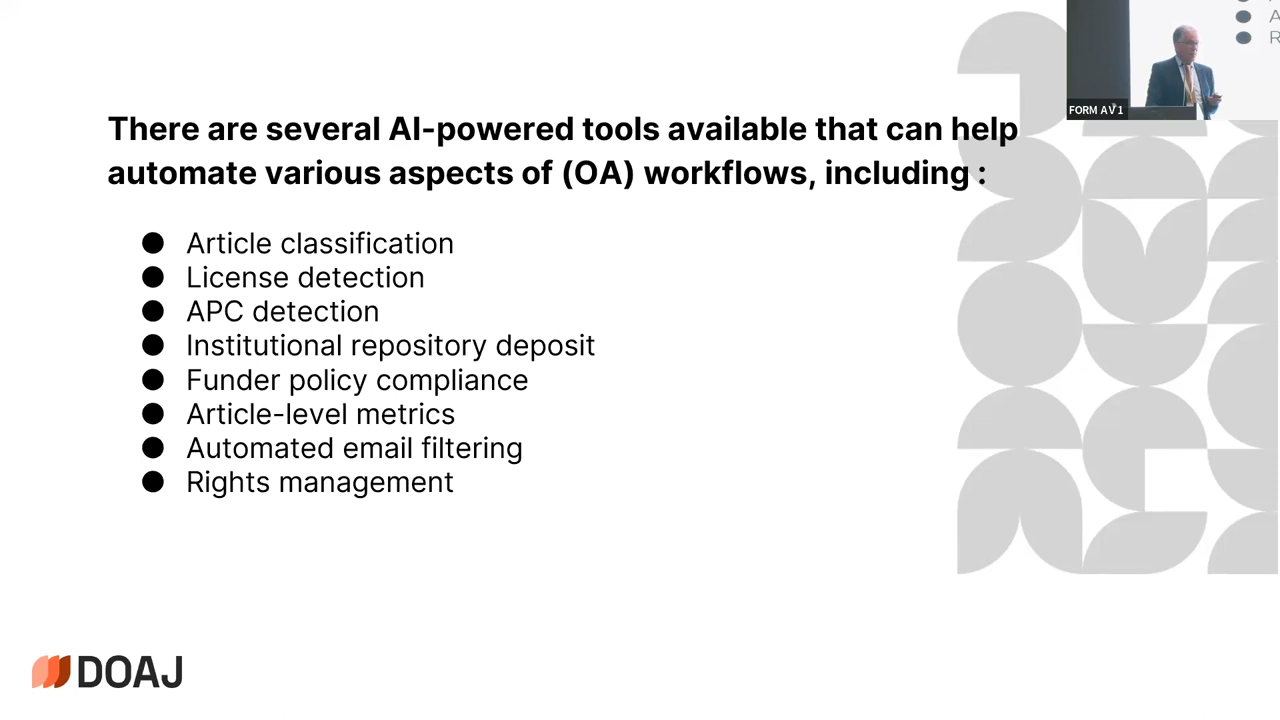 There are several AI-powered tools available that can help
automate various aspects of (OA) workflows, including :
● Article classification
● License detection
● APC detection
● Institutional repository deposit
● Funder policy compliance
● Article-level metrics
● Automated email filtering
● Rights management
A
R
FORM AV 1
DOAJ